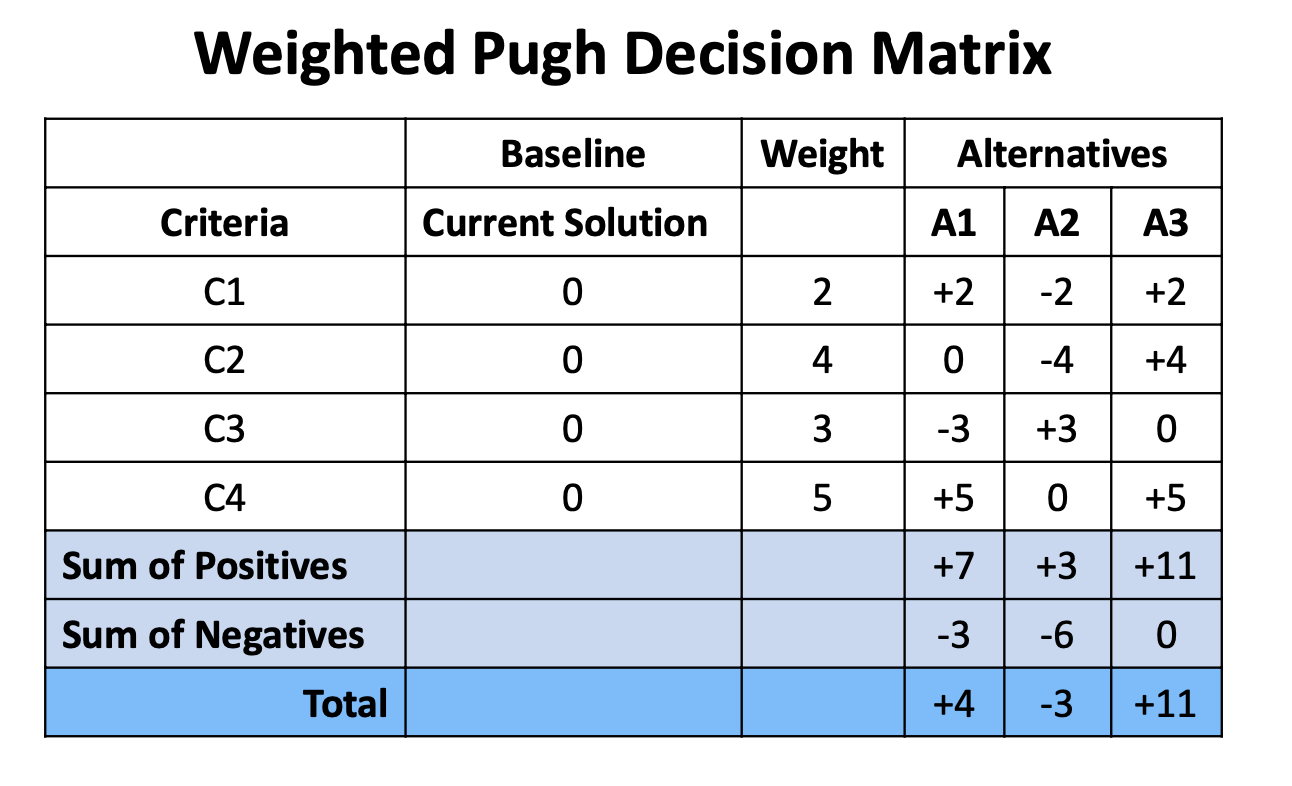 Weighted Pugh Decision Matrix
Baseline Weight Alternatives
Criteria Current Solution A1 A2 A3
C1 0 2 +2 -2 +2
C2 0 4 0 -4 +4
C3 0 3 -3 +3 0
C4 0 5 +5 0 +5
Sum of Positives +7 +3 +11
Sum of Negatives -3 -6 0
Total +4 -3 +11